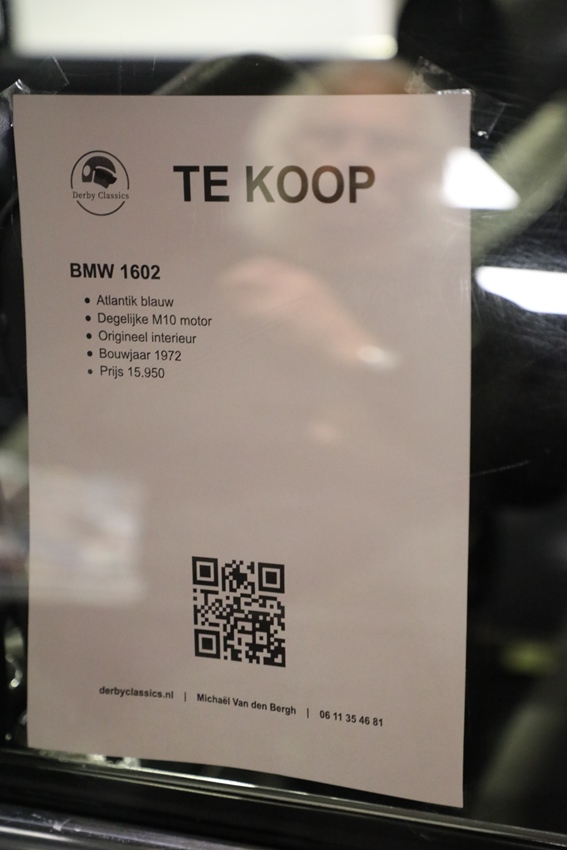 Derby Classics
TE KOOP
BMW 1602
• Atlantik blauw
• Degelijke M10 motor
• Origineel interieur
• Bouwjaar 1972
• Prijs 15.950
derbyclassics.nl | Michaël Van den Bergh | 06 11 35 46 81